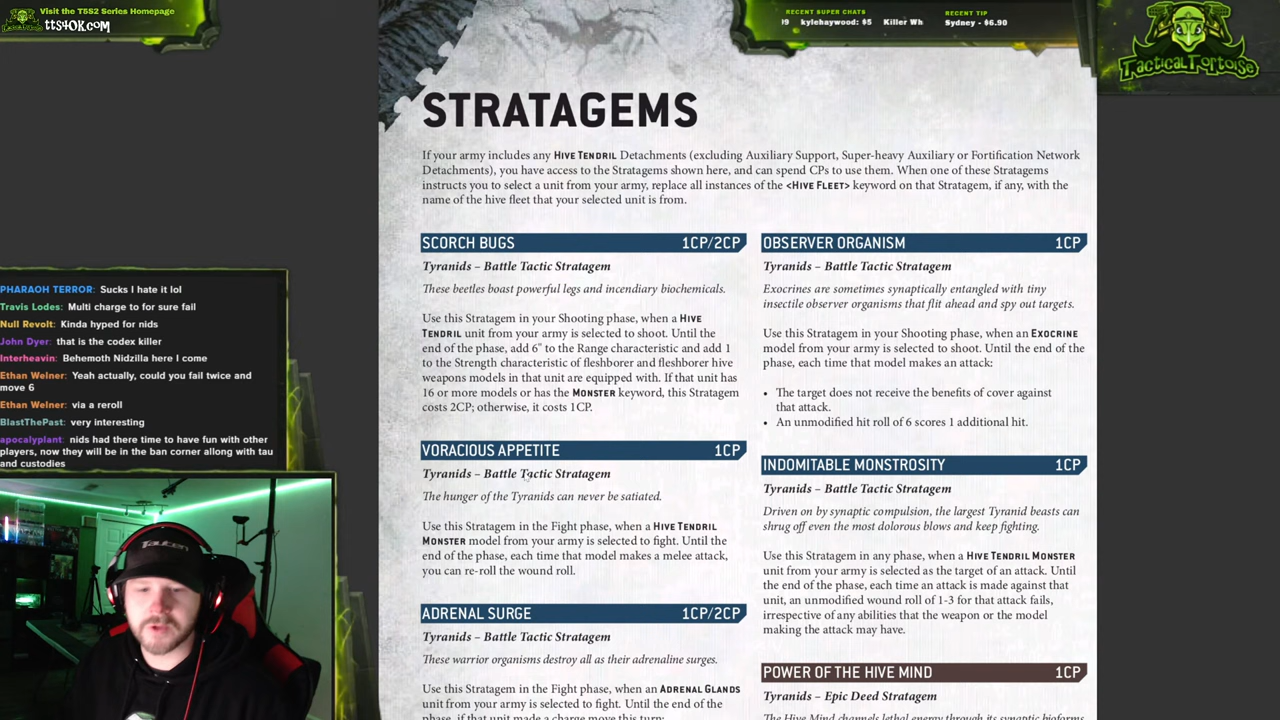 Visit the T5S2 Series Homepage
tts40k.com
RECENT SUPER CHATS
kylehaywood: $5 Killer Wh
RECENT TIP
Sydney - $6.90
TACTICALTORTOISE
STRATAGEMS
If your army includes any HIVE TENDRIL Detachments (excluding Auxiliary Support, Super-heavy Auxiliary or Fortification Network
Detachments), you have access to the Stratagems shown here, and can spend CPs to use them. When one of these Stratagems
instructs you to select a unit from your army, replace all instances of the <HIVE FLEET> keyword on that Stratagem, if any, with the
name of the hive fleet that your selected unit is from.
SCORCH BUGS 1CP/2CP
Tyranids – Battle Tactic Stratagem
These beetles boast powerful legs and incendiary biochemicals.
Use this Stratagem in your Shooting phase, when a HIVE
TENDRIL unit from your army is selected to shoot. Until the
end of the phase, add 6" to the Range characteristic and add 1
to the Strength characteristic of fleshborer and fleshborer hive
weapons models in that unit are equipped with. If that unit has
16 or more models or has the MONSTER keyword, this Stratagem
costs 2CP; otherwise, it costs 1CP.
VORACIOUS APPETITE 1CP
Tyranids – Battle Tactic Stratagem
The hunger of the Tyranids can never be satiated.
Use this Stratagem in the Fight phase, when a HIVE TENDRIL
MONSTER model from your army is selected to fight. Until the
end of the phase, each time that model makes a melee attack,
you can re-roll the wound roll.
ADRENAL SURGE 1CP/2CP
Tyranids – Battle Tactic Stratagem
These warrior organisms destroy all as their adrenaline surges.
Use this Stratagem in the Fight phase, when an ADRENAL GLANDS
unit from your army is selected to fight. Until the end of the
phase, if that unit made a charge move this turn:
OBSERVER ORGANISM 1CP
Tyranids – Battle Tactic Stratagem
Exocrines are sometimes synaptically entangled with tiny
insectile observer organisms that flit ahead and spy out targets.
Use this Stratagem in your Shooting phase, when an EXOCRINE
model from your army is selected to shoot. Until the end of the
phase, each time that model makes an attack:
• The target does not receive the benefits of cover against
that attack.
• An unmodified hit roll of 6 scores 1 additional hit.
INDOMITABLE MONSTROSITY 1CP
Tyranids – Battle Tactic Stratagem
Driven on by synaptic compulsion, the largest Tyranid beasts can
shrug off even the most dolorous blows and keep fighting.
Use this Stratagem in any phase, when a HIVE TENDRIL MONSTER
unit from your army is selected as the target of an attack. Until
the end of the phase, each time an attack is made against that
unit, an unmodified wound roll of 1-3 for that attack fails,
irrespective of any abilities that the weapon or the model
making the attack may have.
POWER OF THE HIVE MIND 1CP
Tyranids – Epic Deed Stratagem
The Hive Mind channels lethal energy through its synaptic bioforms
PHARAOH TERROR: Sucks I hate it lol
Travis Lodes: Multi charge to for sure fail
Null Revolt: Kinda hyped for nids
John Dyer: that is the codex killer
Interheavin: Behemoth Nidzilla here I come
Ethan Welner: Yeah actually, could you fail twice and
move 6
Ethan Welner: via a reroll
BlastThePast: very interesting
apocalyplant: nids had there time to have fun with other
players, now they will be in the ban corner allong with tau
and custodies